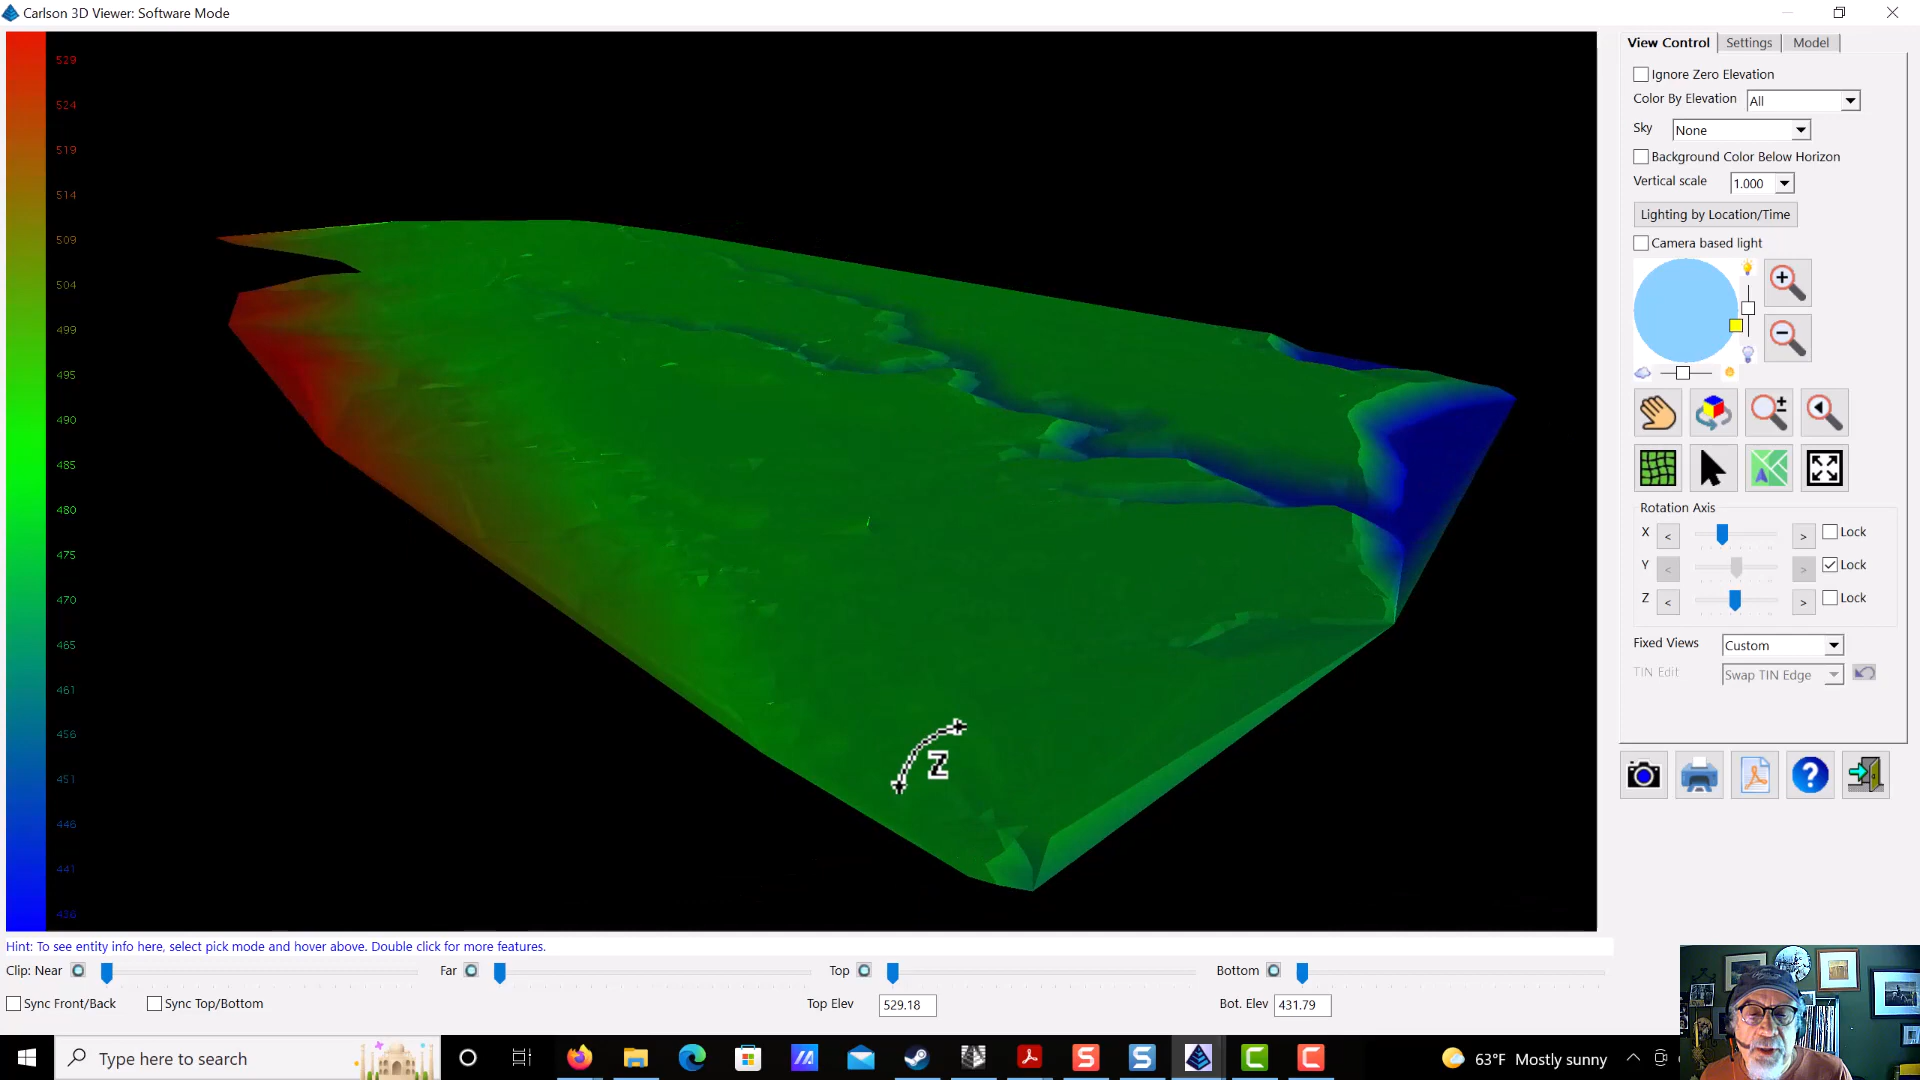 Carlson 3D Viewer: Software Mode
View Control
Settings
Model
529
524
519
514
509
504
499
495
490
485
480
475
470
465
461
456
451
446
441
436
Ignore Zero Elevation
Color By Elevation All
Sky None
Background Color Below Horizon
Vertical scale 1.000
Lighting by Location/Time
Camera based light
Rotation Axis
X < > Lock
Y < > Lock
Z < > Lock
Fixed Views Custom
TIN Edit Swap TIN Edge
Z
Hint: To see entity info here, select pick mode and hover above. Double click for more features.
Clip: Near Far Top Bottom
Sync Front/Back Sync Top/Bottom Top Elev 529.18 Bot. Elev 431.79
Type here to search
63°F Mostly sunny